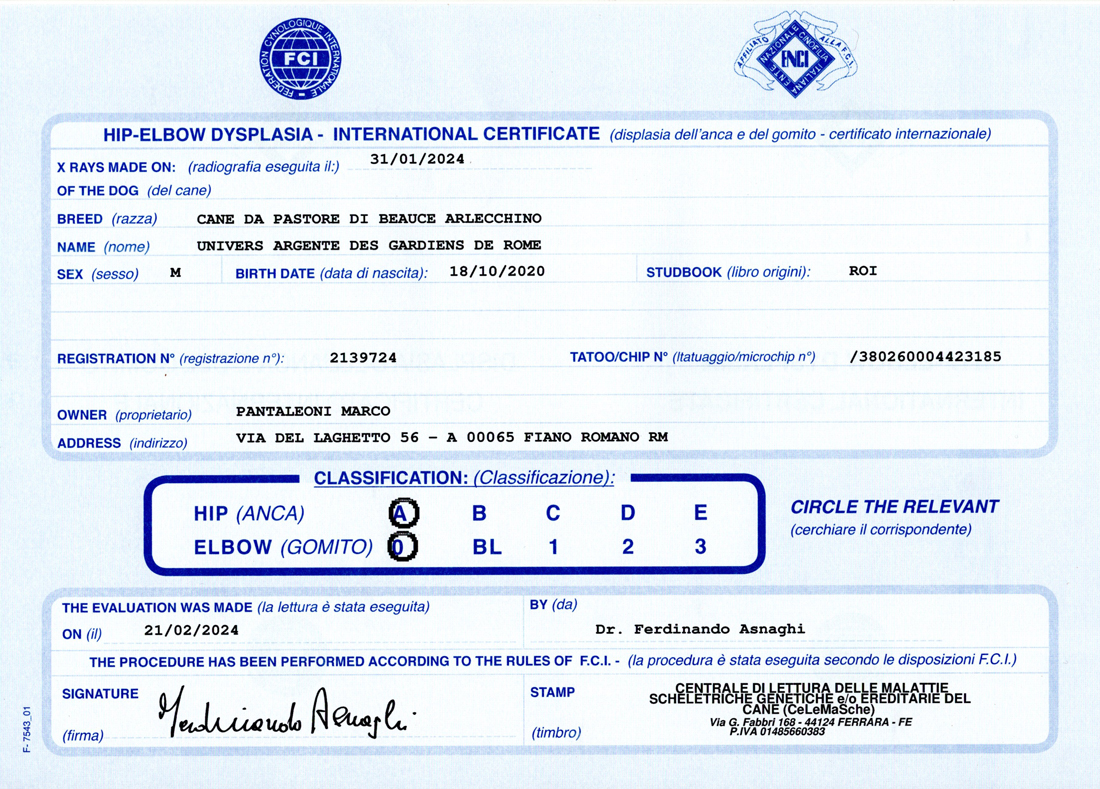 FEDERATION CYNOLOGIQUE INTERNATIONALE
FCI
AFFILIATO ALLA F.C.I.
ENTE NAZIONALE CINOFILIA ITALIANA
ENCI
HIP-ELBOW DYSPLASIA - INTERNATIONAL CERTIFICATE (displasia dell'anca e del gomito - certificato internazionale)
X RAYS MADE ON: (radiografia eseguita il:) 31/01/2024
OF THE DOG (del cane)
BREED (razza) CANE DA PASTORE DI BEAUCE ARLECCHINO
NAME (nome) UNIVERS ARGENTE DES GARDIENS DE ROME
SEX (sesso) M BIRTH DATE (data di nascita): 18/10/2020 STUDBOOK (libro origini): ROI
REGISTRATION N° (registrazione n°): 2139724 TATOO/CHIP N° (ltatuaggio/microchip n°) /380260004423185
OWNER (proprietario) PANTALEONI MARCO
ADDRESS (indirizzo) VIA DEL LAGHETTO 56 - A 00065 FIANO ROMANO RM
CLASSIFICATION: (Classificazione):
HIP (ANCA) A B C D E
ELBOW (GOMITO) 0 BL 1 2 3
CIRCLE THE RELEVANT
(cerchiare il corrispondente)
THE EVALUATION WAS MADE (la lettura è stata eseguita) BY (da)
ON (il) 21/02/2024 Dr. Ferdinando Asnaghi
THE PROCEDURE HAS BEEN PERFORMED ACCORDING TO THE RULES OF F.C.I. - (la procedura è stata eseguita secondo le disposizioni F.C.I.)
SIGNATURE
(firma)
Ferdinando Asnaghi
STAMP
(timbro)
CENTRALE DI LETTURA DELLE MALATTIE
SCHELETRICHE GENETICHE e/o EREDITARIE DEL
CANE (CeLeMaSche)
Via G. Fabbri 168 - 44124 FERRARA - FE
P.IVA 01485660383
F- 7543_01